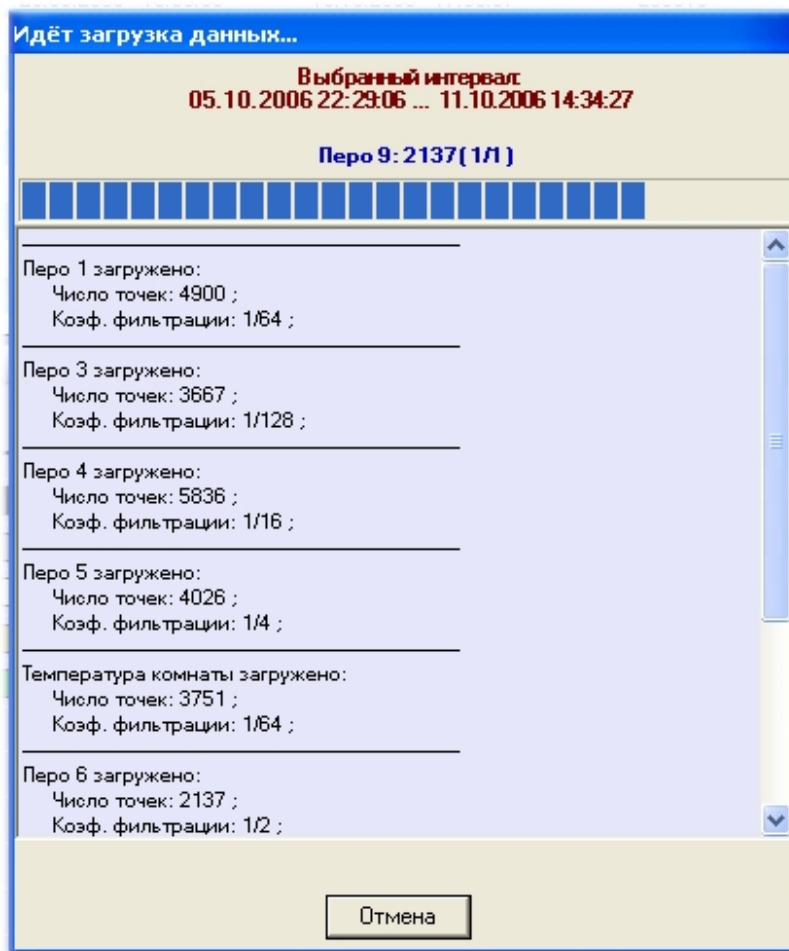 Идёт загрузка данных...
Выбранный интервал:
05.10.2006 22:29:06 ... 11.10.2006 14:34:27
Перо 9: 2137( 1/1 )
Перо 1 загружено:
Число точек: 4900 ;
Коэф. фильтрации: 1/64 ;
Перо 3 загружено:
Число точек: 3667 ;
Коэф. фильтрации: 1/128 ;
Перо 4 загружено:
Число точек: 5836 ;
Коэф. фильтрации: 1/16 ;
Перо 5 загружено:
Число точек: 4026 ;
Коэф. фильтрации: 1/4 ;
Температура комнаты загружено:
Число точек: 3751 ;
Коэф. фильтрации: 1/64 ;
Перо 6 загружено:
Число точек: 2137 ;
Коэф. фильтрации: 1/2 ;
Отмена